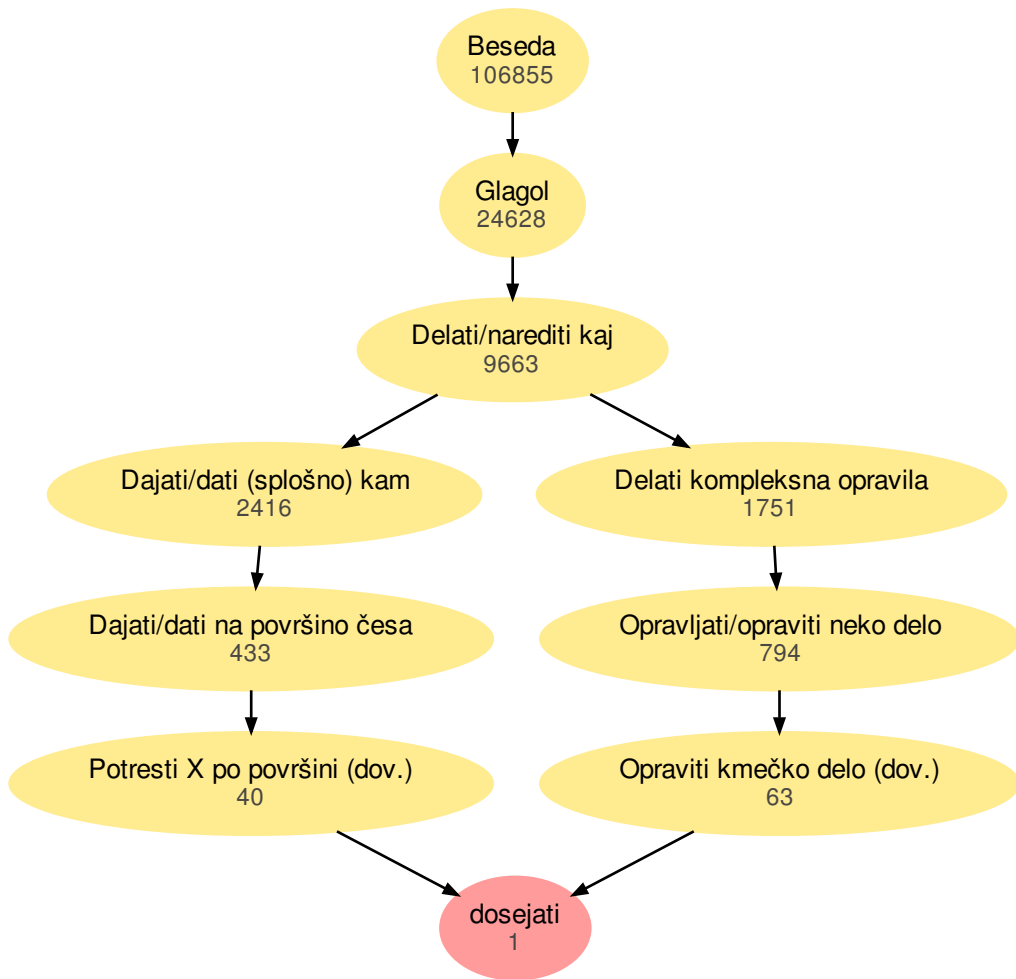 Beseda
106855
Glagol
24628
Delati/narediti kaj
9663
Dajati/dati (splošno) kam
2416
Delati kompleksna opravila
1751
Dajati/dati na površino česa
433
Opravljati/opraviti neko delo
794
Potresti X po površini (dov.)
40
Opraviti kmečko delo (dov.)
63
dosejati
1